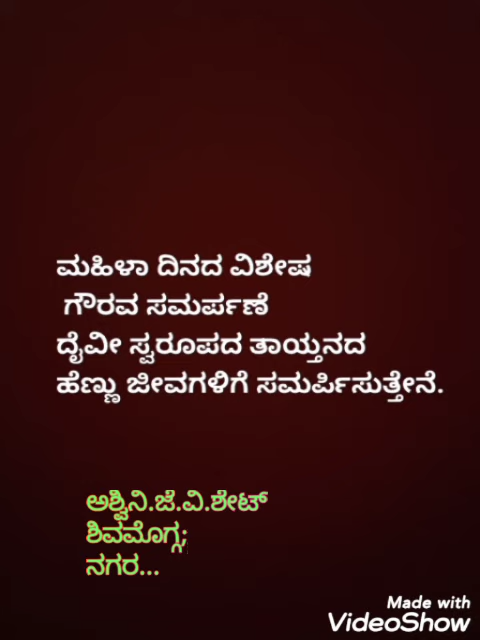 ಮಹಿಳಾ ದಿನದ ವಿಶೇಷ
ಗೌರವ ಸಮರ್ಪಣೆ
ದೈವೀ ಸ್ವರೂಪದ ತಾಯ್ತನದ
ಹೆಣ್ಣು ಜೀವಗಳಿಗೆ ಸಮರ್ಪಿಸುತ್ತೇನೆ.
ಅಶ್ವಿನಿ.ಜೆ.ವಿ.ಶೇಟ್
ಶಿವಮೊಗ್ಗ;
ನಗರ...
Made with
VideoShow